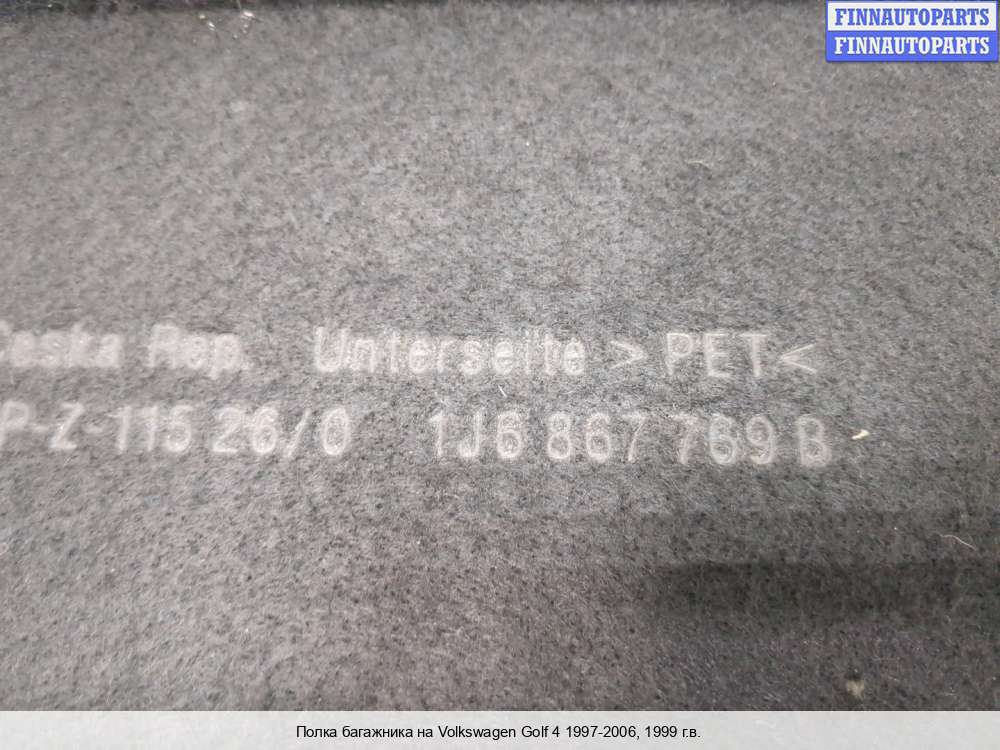 FINNAUTOPARTS
FINNAUTOPARTS
Ceska Rep. Unterseite >PET<
P-Z-115 26/0 1J6 867 769 B
Полка багажника на Volkswagen Golf 4 1997-2006, 1999 г.в.